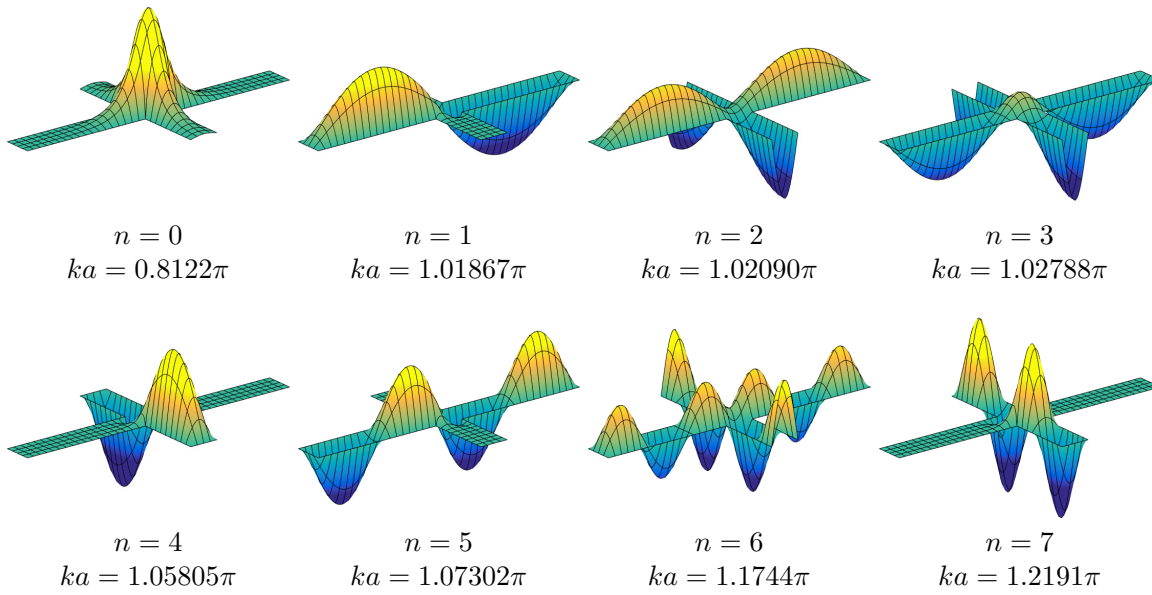 n = 0
ka = 0.8122π
n = 1
ka = 1.01867π
n = 2
ka = 1.02090π
n = 3
ka = 1.02788π
n = 4
ka = 1.05805π
n = 5
ka = 1.07302π
n = 6
ka = 1.1744π
n = 7
ka = 1.2191π